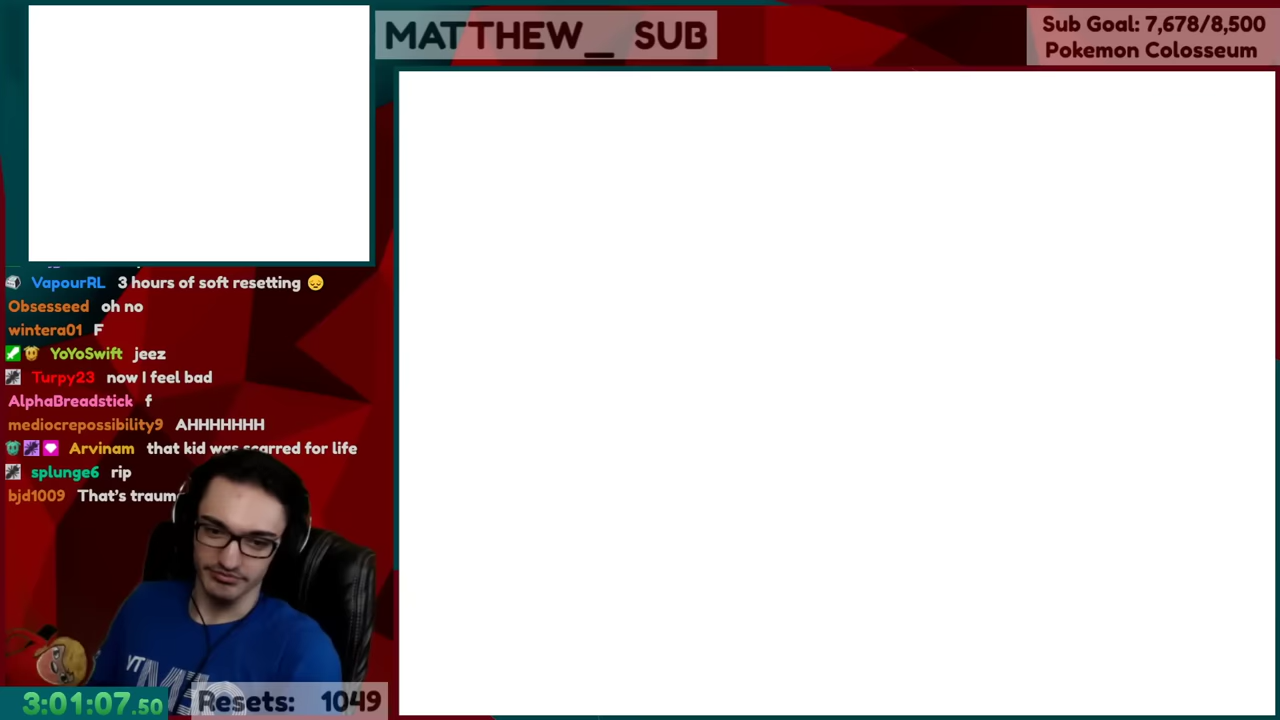 MATTHEW_ SUB
Sub Goal: 7,678/8,500
Pokemon Colosseum
VapourRL 3 hours of soft resetting 😔
Obsesseed oh no
wintera01 F
YoYoSwift jeez
Turpy23 now I feel bad
AlphaBreadstick f
mediocrepossibility9 AHHHHHHH
Arvinam that kid was scarred for life
splunge6 rip
bjd1009 That's traum
YT
3:01:07.50
Resets: 1049